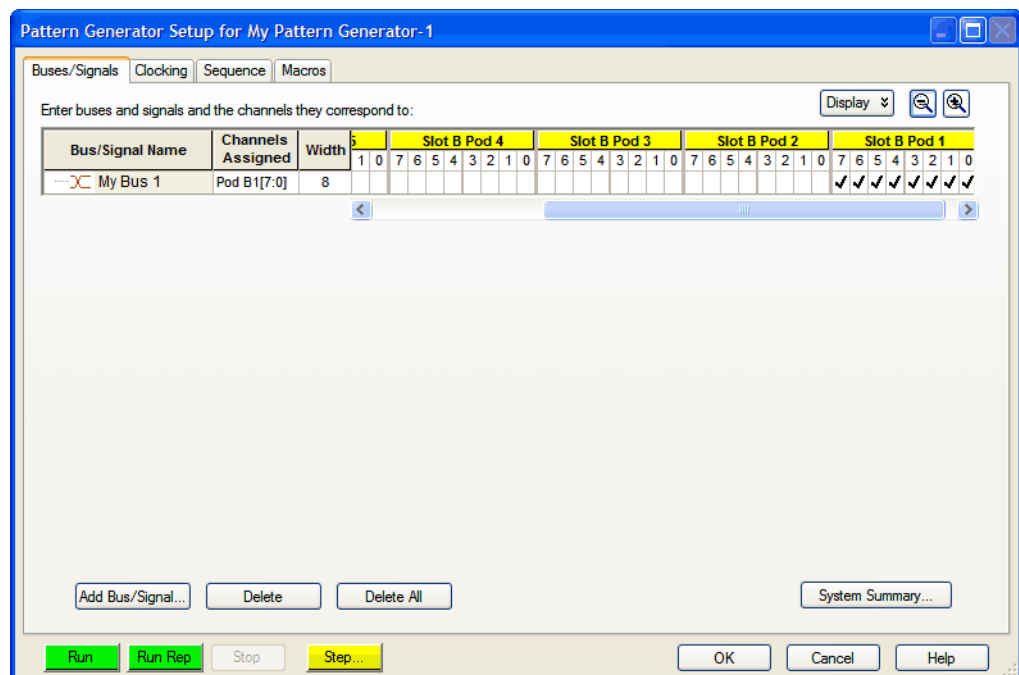 Pattern Generator Setup for My Pattern Generator-1
Buses/Signals Clocking Sequence Macros
Enter buses and signals and the channels they correspond to:
Display
Bus/Signal Name Channels Assigned Width 5 Slot B Pod 4 Slot B Pod 3 Slot B Pod 2 Slot B Pod 1
1 0 7 6 5 4 3 2 1 0 7 6 5 4 3 2 1 0 7 6 5 4 3 2 1 0 7 6 5 4 3 2 1 0
My Bus 1 Pod B1[7:0] 8
Add Bus/Signal... Delete Delete All System Summary...
Run Run Rep Stop Step... OK Cancel Help